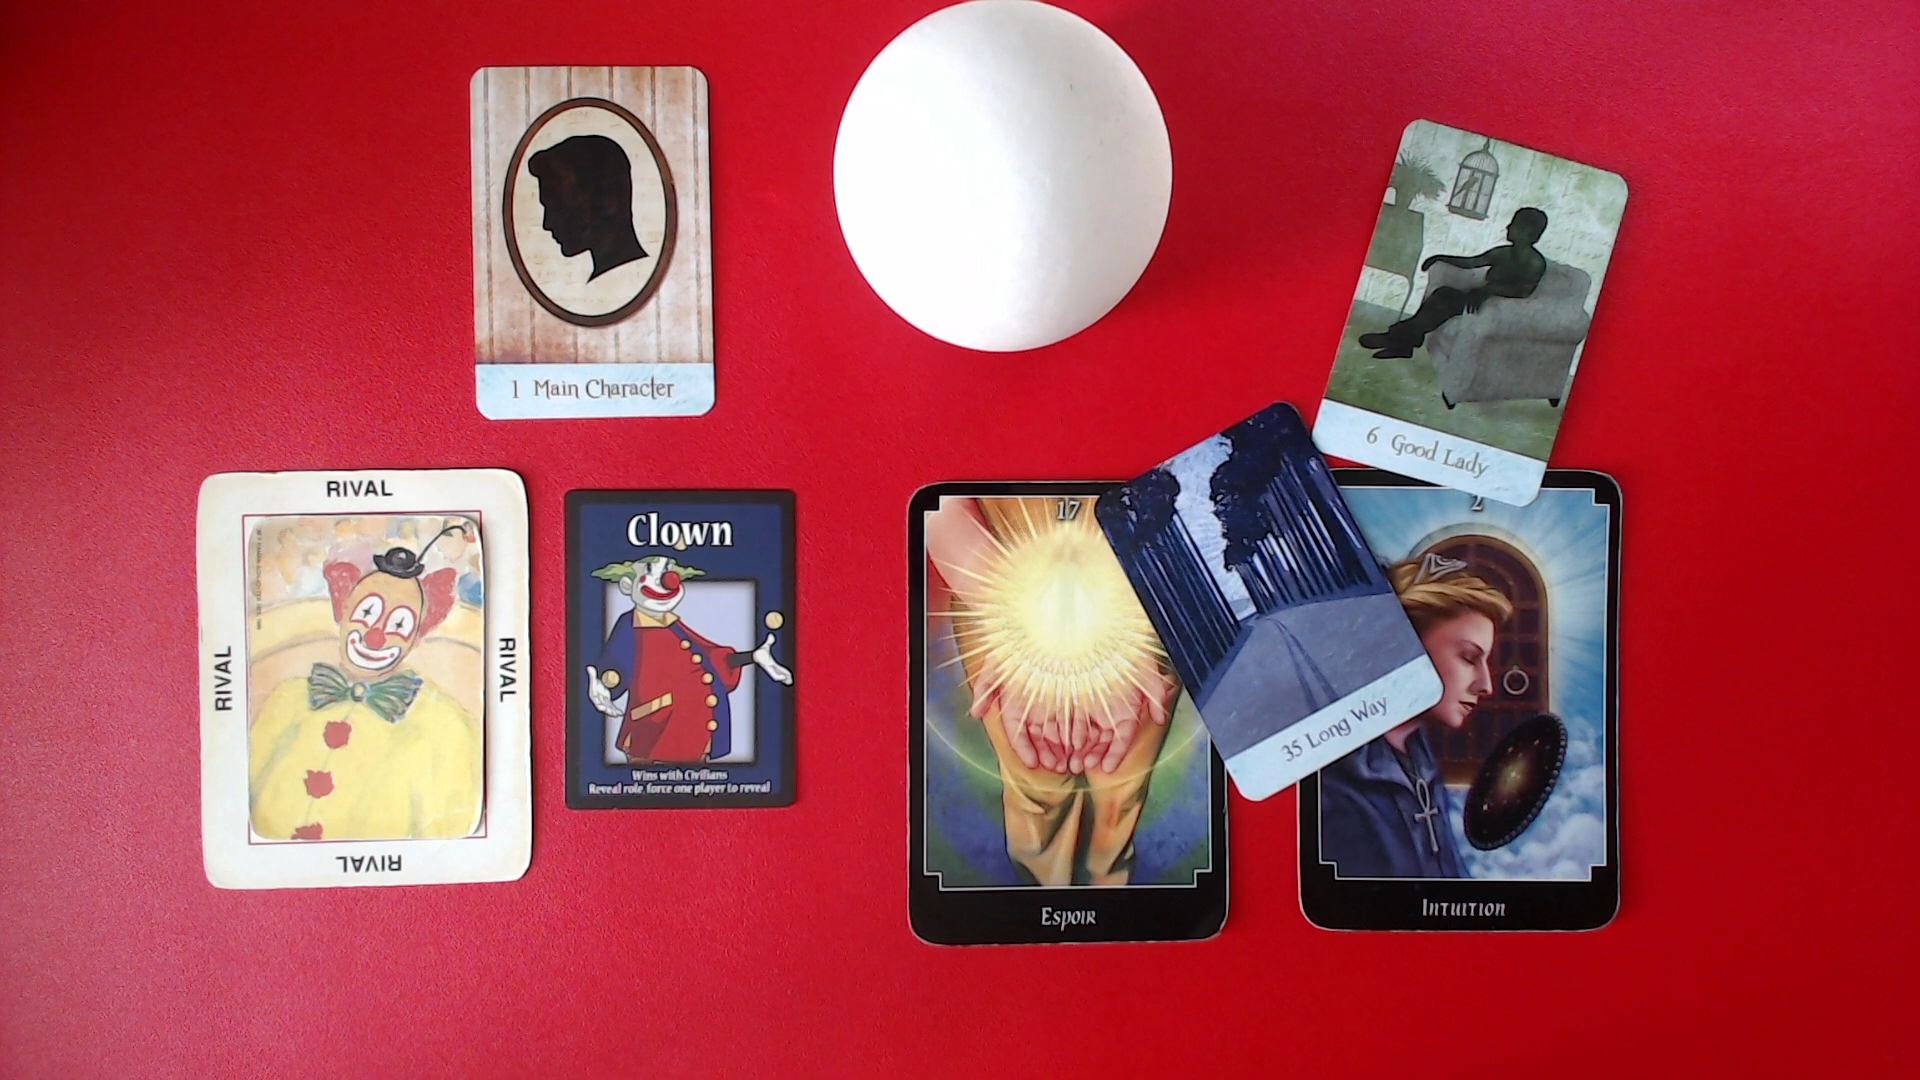 1 Main Character
6 Good Lady
RIVAL
RIVAL
RIVAL
RIVAL
Clown
Wins with Civilians
Reveal role, force one player to reveal
17
35 Long Way
2
Espoir
Intuition